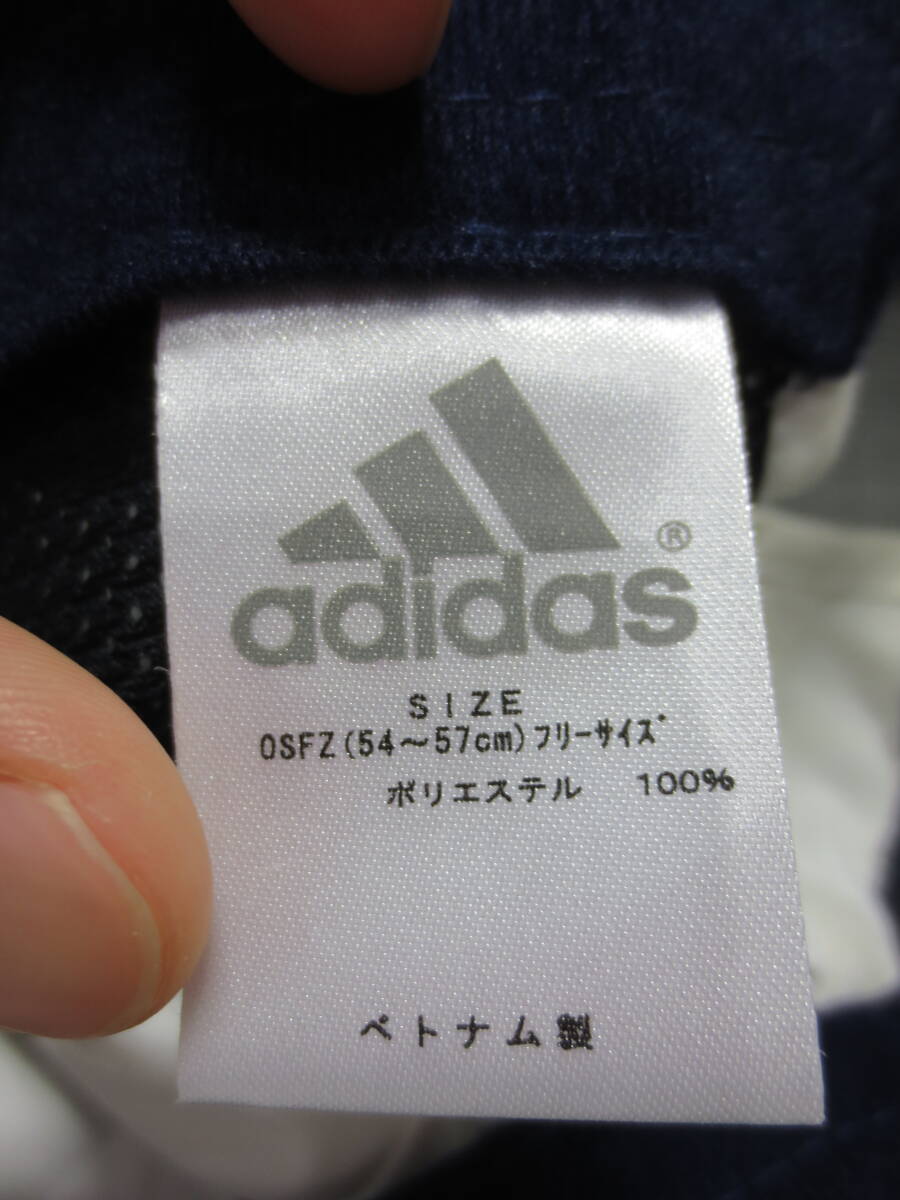 adidas®
SIZE
OSFZ(54～57cm)フリーサイズ
ポリエステル 100%
ベトナム製